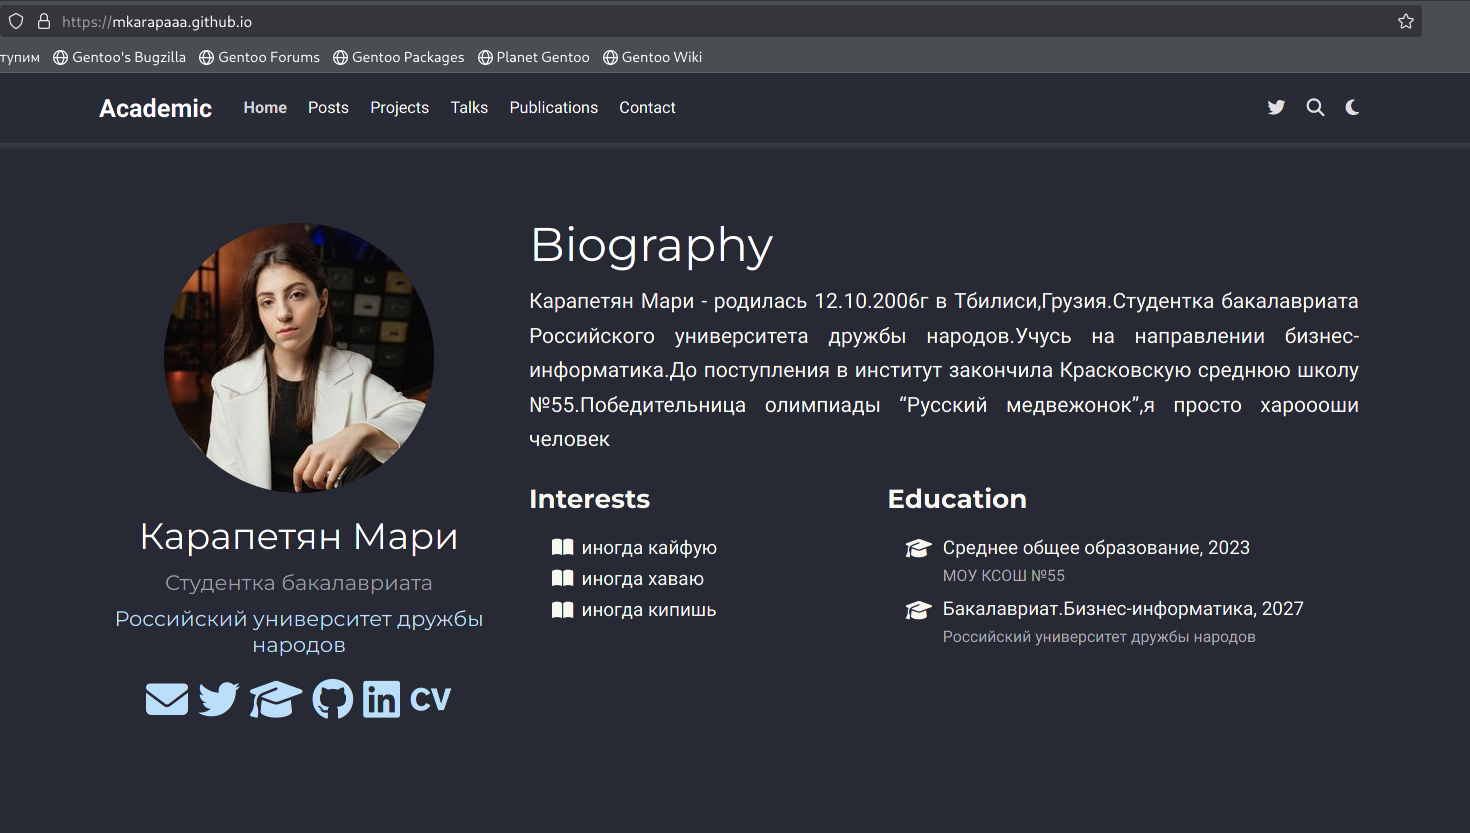 https://mkarapaaa.github.io
тупим Gentoo's Bugzilla Gentoo Forums Gentoo Packages Planet Gentoo Gentoo Wiki
Academic Home Posts Projects Talks Publications Contact
Biography
Карапетян Мари - родилась 12.10.2006г в Тбилиси,Грузия.Студентка бакалавриата
Российского университета дружбы народов.Учусь на направлении бизнес-
информатика.До поступления в институт закончила Красковскую среднюю школу
№55.Победительница олимпиады “Русский медвежонок”,я просто хароооши
человек
Карапетян Мари
Студентка бакалавриата
Российский университет дружбы
народов
CV
Interests
иногда кайфую
иногда хаваю
иногда кипишь
Education
Среднее общее образование, 2023
МОУ КСОШ №55
Бакалавриат.Бизнес-информатика, 2027
Российский университет дружбы народов